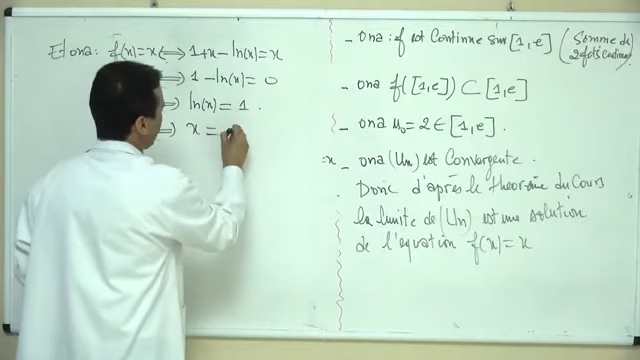 Et on a: f(x)=x ⟺ 1+x-ln(x)=x
1-ln(x)=0
ln(x)=1.
x=
- On a: f est Continue sur [1,e] (Somme de 2 fcts continues)
- on a f([1,e]) ⊂ [1,e]
- on a u₀=2 ∈ [1,e].
- on a (Un) est Convergente.
Donc d'après le théorème du Cours
la limite de (Un) est une solution
de l'équation f(x)=x